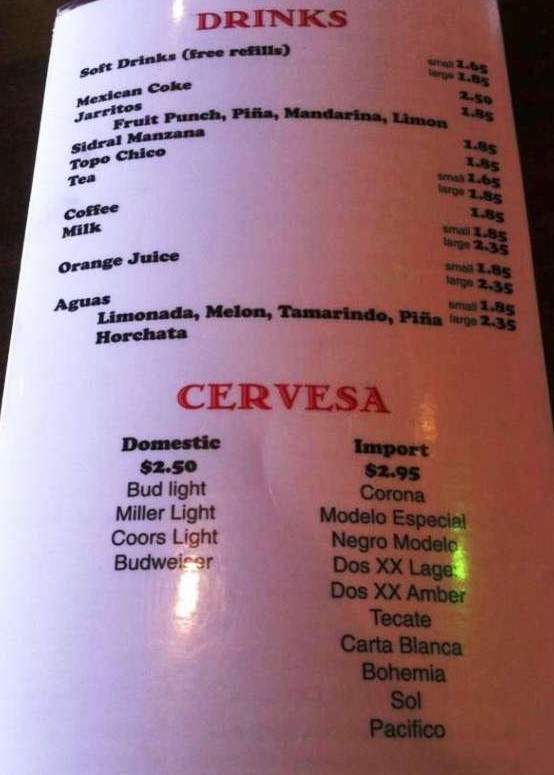 DRINKS
Soft Drinks (free refills) small 1.65
large 1.85
Mexican Coke 2.50
Jarritos 1.85
Fruit Punch, Piña, Mandarina, Limon
Sidral Manzana 1.85
Topo Chico 1.85
Tea small 1.65
large 1.85
Coffee 1.85
Milk small 1.85
large 2.35
Orange Juice small 1.85
large 2.35
Aguas small 1.85
Limonada, Melon, Tamarindo, Piña large 2.35
Horchata
CERVESA
Domestic
$2.50
Bud light
Miller Light
Coors Light
Budweiser
Import
$2.95
Corona
Modelo Especial
Negro Modelo
Dos XX Lager
Dos XX Amber
Tecate
Carta Blanca
Bohemia
Sol
Pacifico